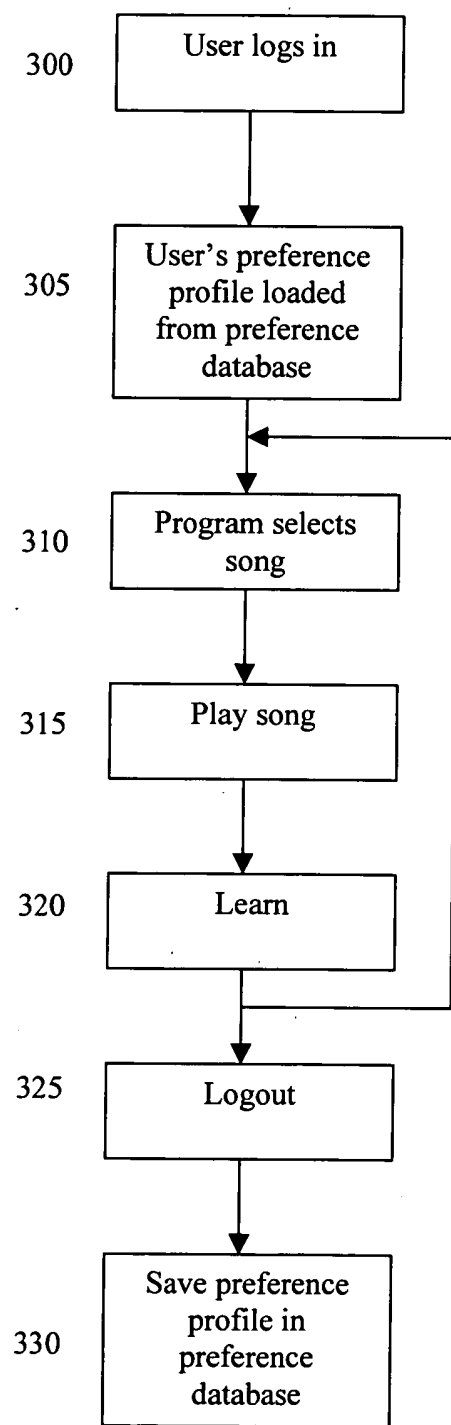 300
User logs in
305
User's preference
profile loaded
from preference
database
310
Program selects
song
315
Play song
320
Learn
325
Logout
330
Save preference
profile in
preference
database